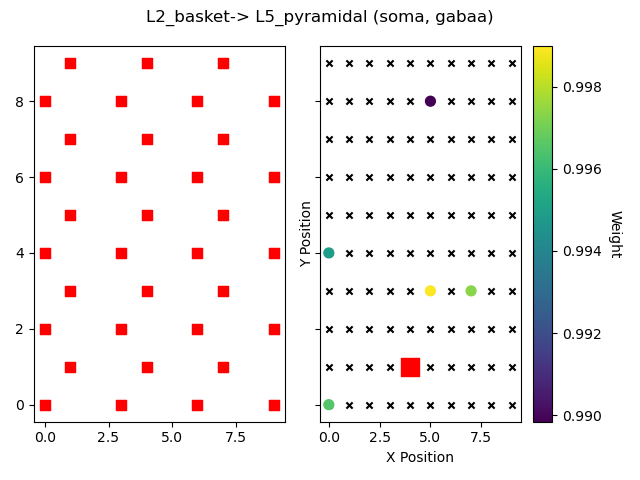 L2_basket-> L5_pyramidal (soma, gabaa)
8
6
4
2
0
0.0 2.5 5.0 7.5
Y Position
0.0 2.5 5.0 7.5
X Position
0.998
0.996
0.994
0.992
0.990
Weight